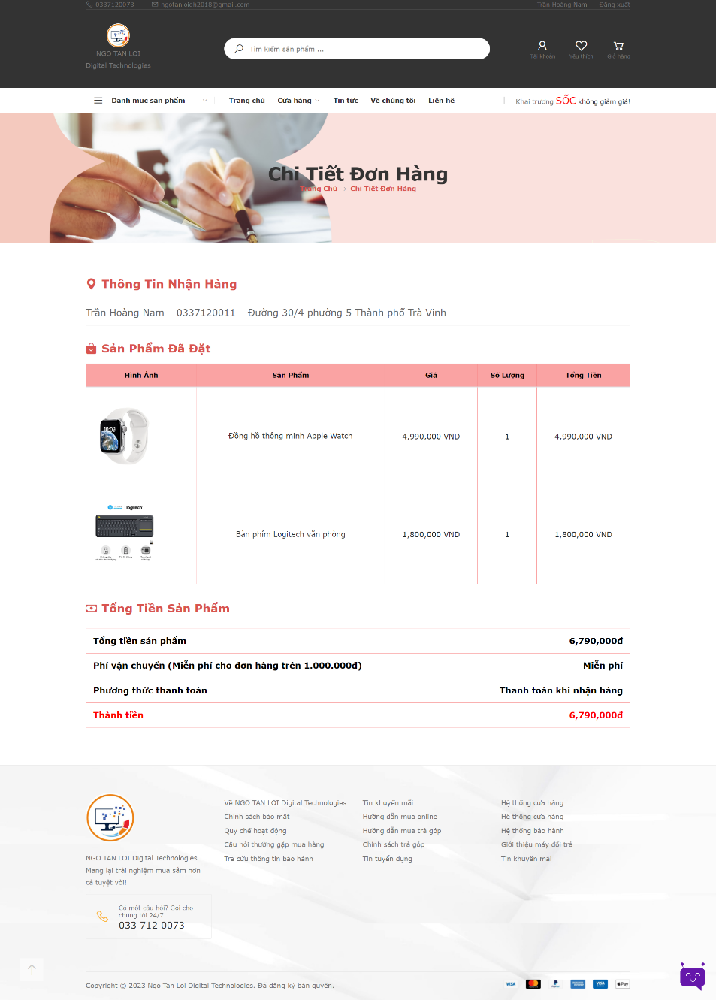 0337120073 ngotanloidh2018@gmail.com Trần Hoàng Nam Đăng xuất
NGO TAN LOI
Digital Technologies
Tìm kiếm sản phẩm ...
Tài khoản Yêu thích Giỏ hàng
Danh mục sản phẩm Trang chủ Cửa hàng Tin tức Về chúng tôi Liên hệ Khai trương SỐC không giảm giá!
Chi Tiết Đơn Hàng
Trang Chủ > Chi Tiết Đơn Hàng
Thông Tin Nhận Hàng
Trần Hoàng Nam 0337120011 Đường 30/4 phường 5 Thành phố Trà Vinh
Sản Phẩm Đã Đặt
Hình Ảnh Sản Phẩm Giá Số Lượng Tổng Tiền
10:09
Đồng hồ thông minh Apple Watch 4,990,000 VND 1 4,990,000 VND
logitech
Bàn phím Logitech văn phòng 1,800,000 VND 1 1,800,000 VND
Tổng Tiền Sản Phẩm
Tổng tiền sản phẩm 6,790,000đ
Phí vận chuyển (Miễn phí cho đơn hàng trên 1.000.000đ) Miễn phí
Phương thức thanh toán Thanh toán khi nhận hàng
Thành tiền 6,790,000đ
NGO TAN LOI Digital Technologies
Mang lại trải nghiệm mua sắm hơn
cả tuyệt vời!
Có một câu hỏi? Gọi cho
chúng tôi 24/7
033 712 0073
Về NGO TAN LOI Digital Technologies
Chính sách bảo mật
Quy chế hoạt động
Câu hỏi thường gặp mua hàng
Tra cứu thông tin bảo hành
Tin khuyến mãi
Hướng dẫn mua online
Hướng dẫn mua trả góp
Chính sách trả góp
Tin tuyển dụng
Hệ thống cửa hàng
Hệ thống cửa hàng
Hệ thống bảo hành
Giới thiệu máy đổi trả
Tin khuyến mãi
Copyright © 2023 Ngo Tan Loi Digital Technologies. Đã đăng ký bản quyền.
VISA mastercard PayPal VISA Pay